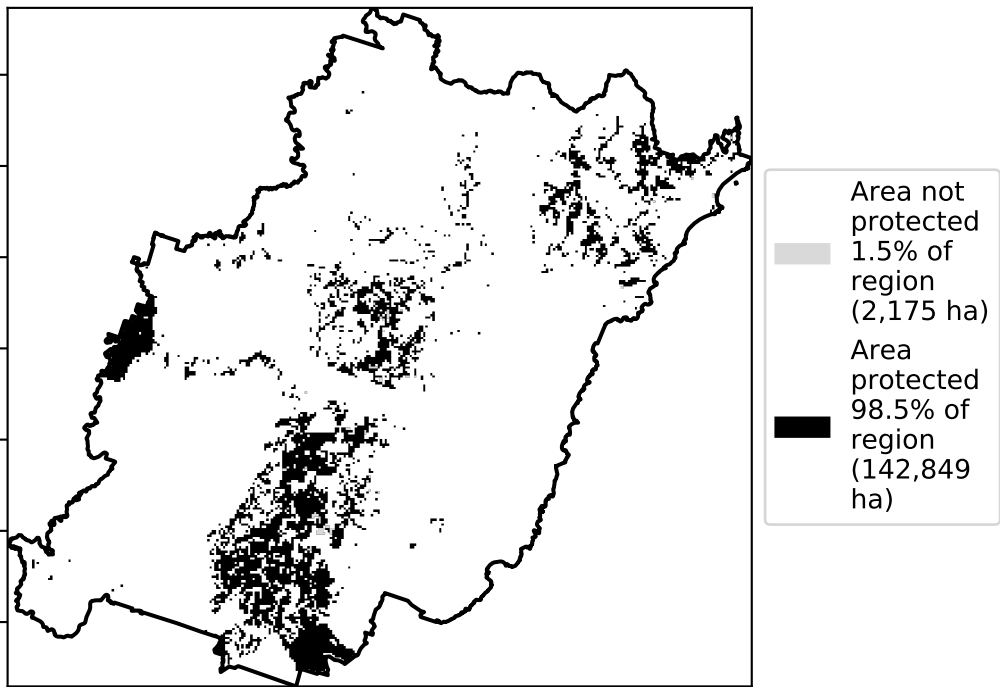 Area not
protected
1.5% of
region
(2,175 ha)
Area
protected
98.5% of
region
(142,849
ha)